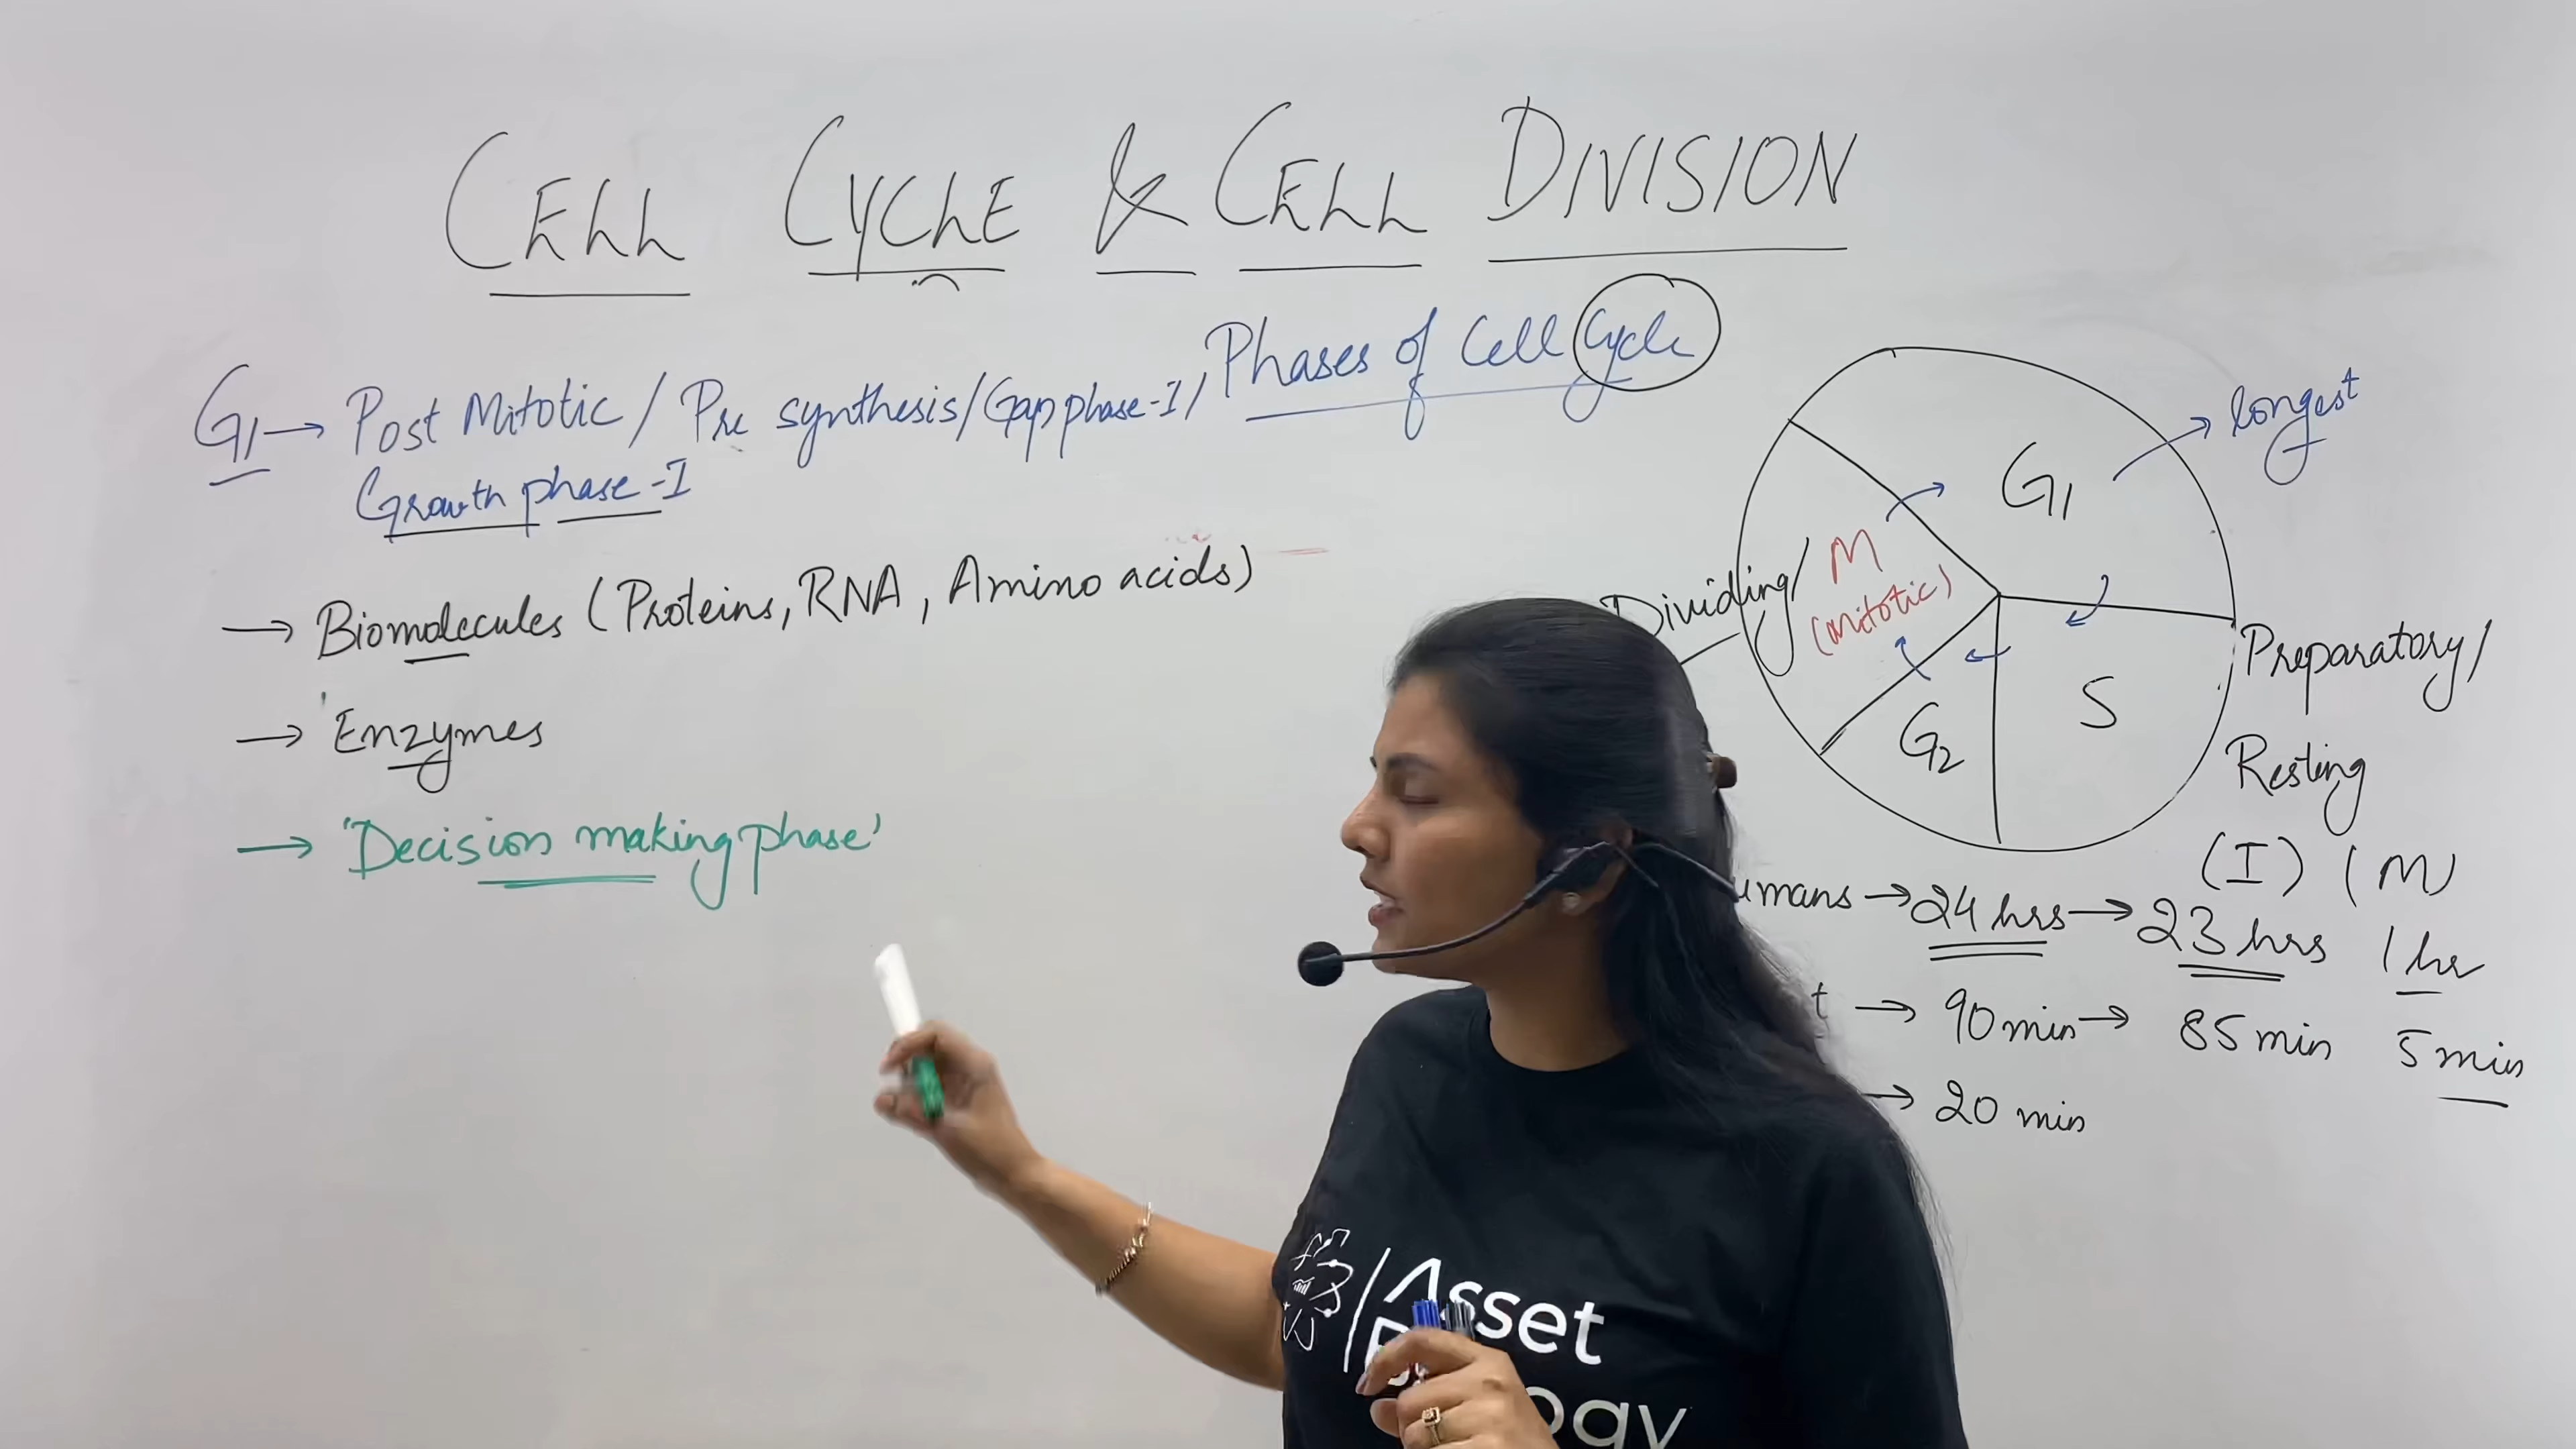 CELL CYCLE & CELL DIVISION
Phases of Cell Cycle
G1 → Post Mitotic / Pre synthesis / Gap phase-I /
Growth phase-I
→ Biomolecules (Proteins, RNA, Amino acids)
→ 'Enzymes
→ 'Decision making phase'
→ longest
G1
M
(Mitotic)
Dividing/
G2
S
Preparatory/
Resting
(I) (M)
umans → 24 hrs → 23 hrs 1 hr
t → 90 min → 85 min 5 min
→ 20 min
Asset
ogy